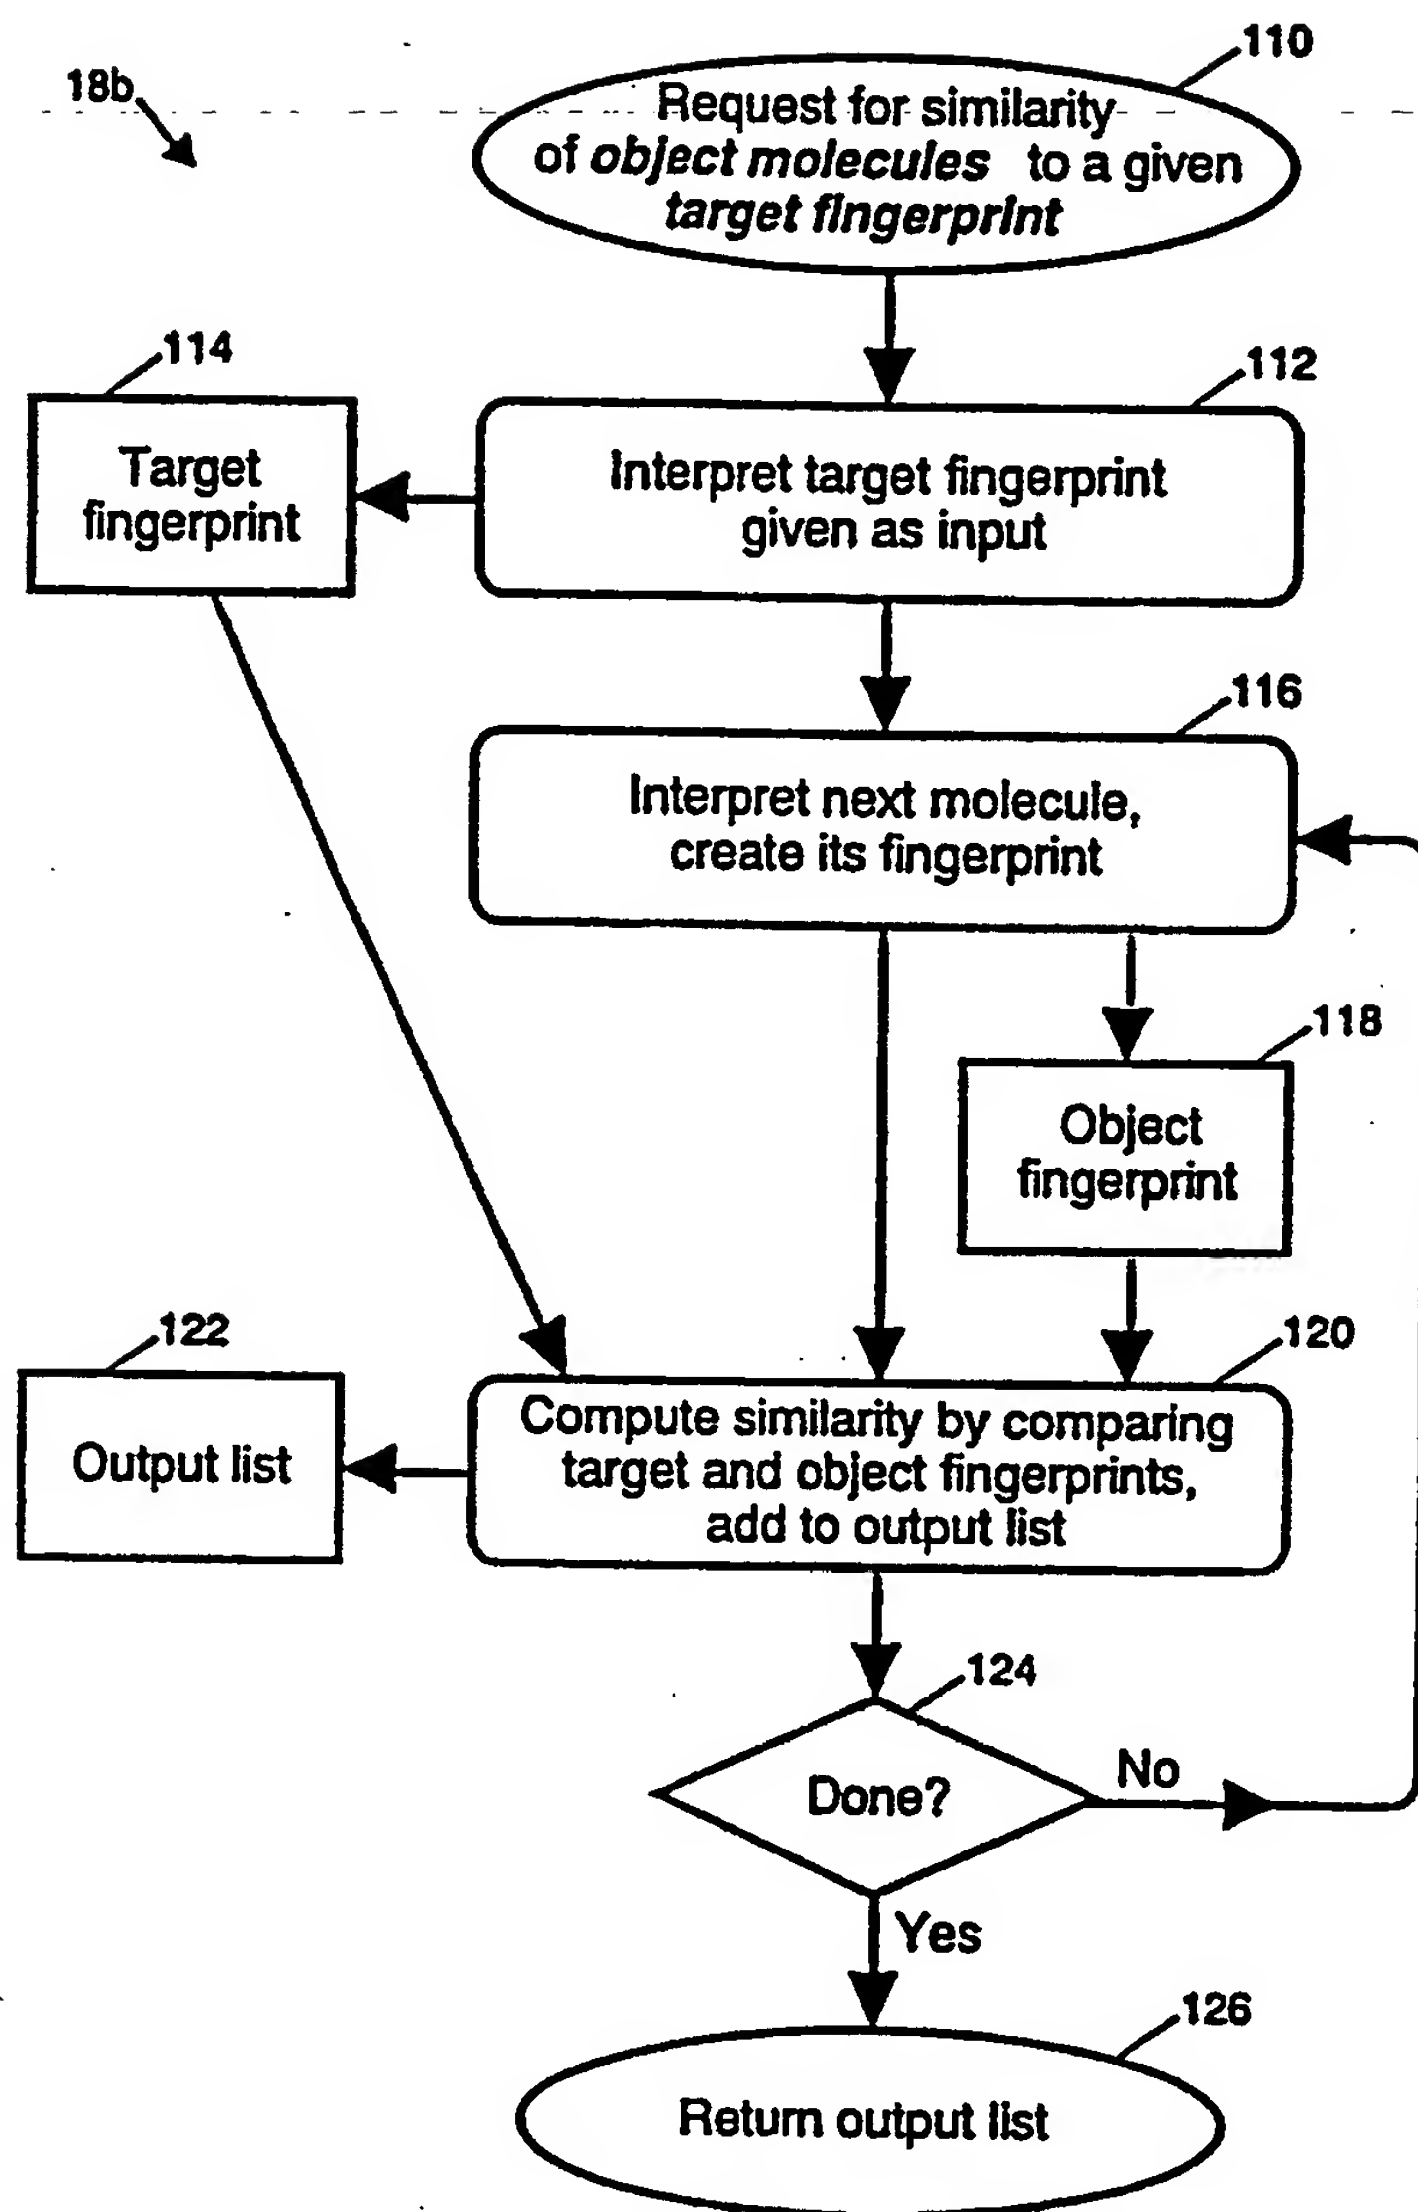 110
18b
Request for similarity
of object molecules to a given
target fingerprint
114
112
Target
fingerprint
Interpret target fingerprint
given as input
116
Interpret next molecule,
create its fingerprint
118
Object
fingerprint
122
120
Output list
Compute similarity by comparing
target and object fingerprints,
add to output list
124
Done?
No
Yes
126
Return output list